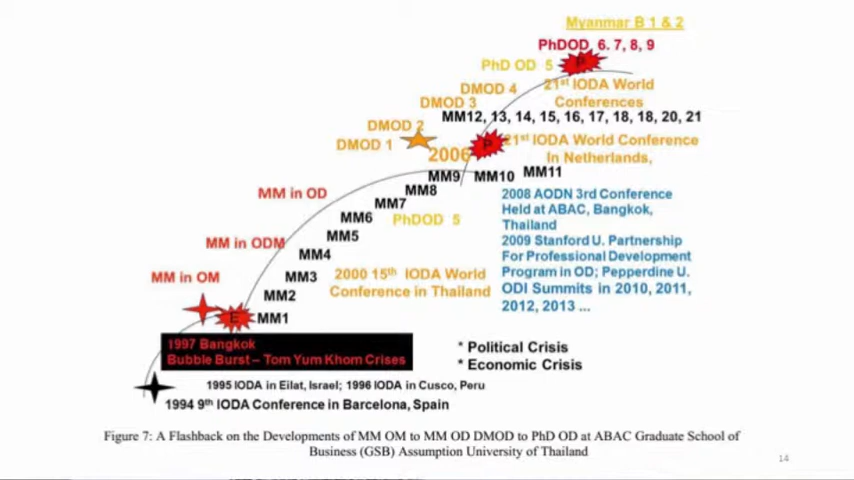 Myanmar B 1 & 2
PhDOD 6. 7, 8, 9
PhD OD 5
P
21st IODA World
Conferences
DMOD 4
DMOD 3
MM12, 13, 14, 15, 16, 17, 18, 18, 20, 21
DMOD 2
DMOD 1
2006
P
21st IODA World Conference
In Netherlands,
MM9
MM10
MM11
MM8
MM in OD
MM7
2008 AODN 3rd Conference
Held at ABAC, Bangkok,
Thailand
2009 Stanford U. Partnership
For Professional Development
Program in OD; Pepperdine U.
ODI Summits in 2010, 2011,
2012, 2013 ...
MM6
PhDOD 5
MM5
MM in ODM
MM4
MM in OM
MM3
2000 15th IODA World
Conference in Thailand
MM2
E
MM1
1997 Bangkok
Bubble Burst – Tom Yum Khom Crises
* Political Crisis
* Economic Crisis
1995 IODA in Eilat, Israel; 1996 IODA in Cusco, Peru
1994 9th IODA Conference in Barcelona, Spain
Figure 7: A Flashback on the Developments of MM OM to MM OD DMOD to PhD OD at ABAC Graduate School of
Business (GSB) Assumption University of Thailand
14